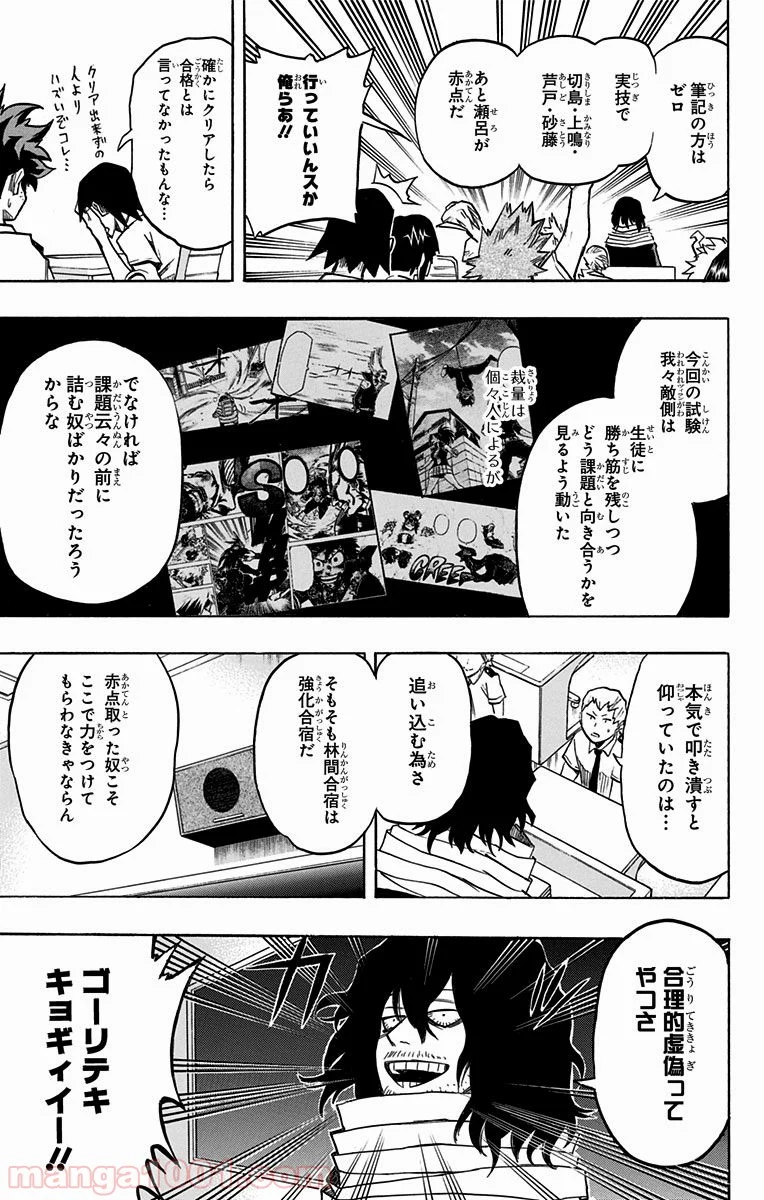 筆記の方は
ゼロ
実技で
切島・上鳴・
芦戸・砂藤
あと瀬呂が
赤点だ
行っていいんスか
俺らあ!!
確かにクリアしたら
合格とは
言ってなかったもんな…
クリア出来ずの
人より
ハズいぞコレ…
今回の試験
我々敵側は
生徒に
勝ち筋を残しつつ
どう課題と向き合うかを
見るよう動いた
裁量は
個々人によるが
でなければ
課題云々の前に
詰む奴ばかりだったろう
からな
本気で叩き潰すと
仰っていたのは…
追い込む為さ
そもそも林間合宿は
強化合宿だ
赤点取った奴こそ
ここで力をつけて
もらわなきゃならん
合理的虚偽って
やつさ
ゴーリテキ
キョギィイー!!